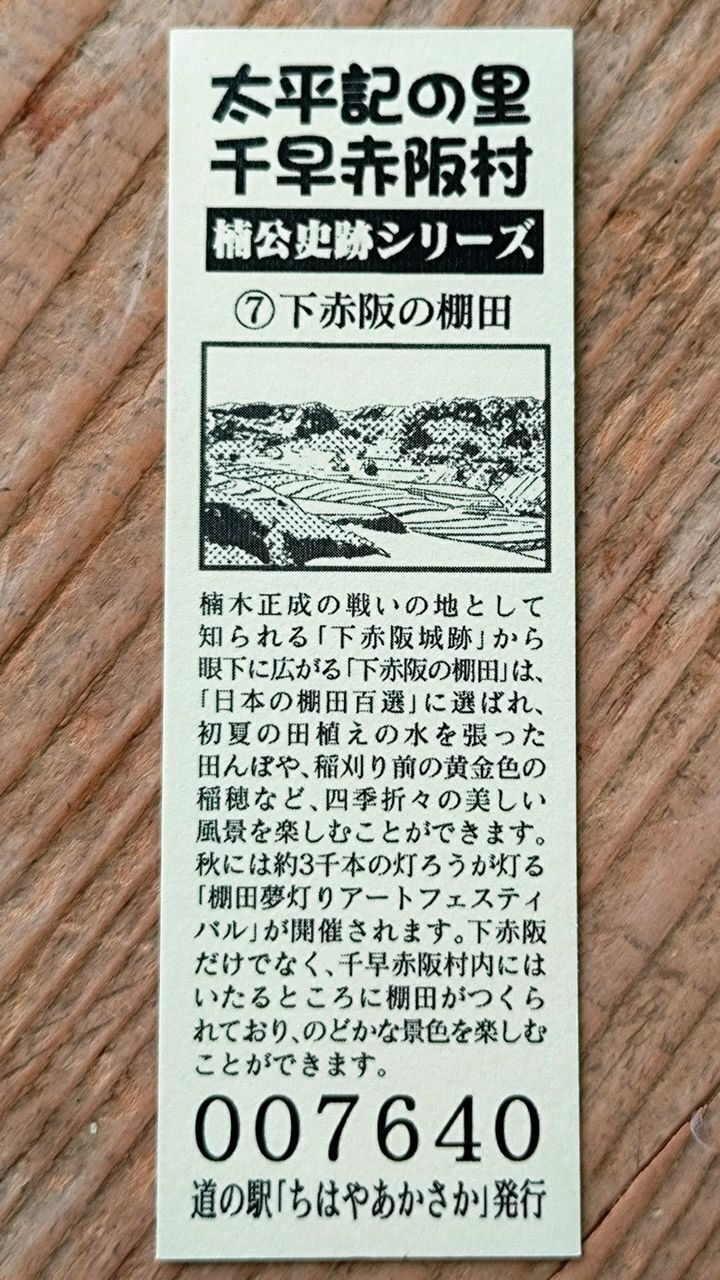 太平記の里
千早赤阪村
楠公史跡シリーズ
⑦下赤阪の棚田
楠木正成の戦いの地として
知られる「下赤阪城跡」から
眼下に広がる「下赤阪の棚田」は、
「日本の棚田百選」に選ばれ、
初夏の田植えの水を張った
田んぼや、稲刈り前の黄金色の
稲穂など、四季折々の美しい
風景を楽しむことができます。
秋には約3千本の灯ろうが灯る
「棚田夢灯りアートフェスティ
バル」が開催されます。下赤阪
だけでなく、千早赤阪村内には
いたるところに棚田がつくら
れており、のどかな景色を楽しむ
ことができます。
007640
道の駅「ちはやあかさか」発行